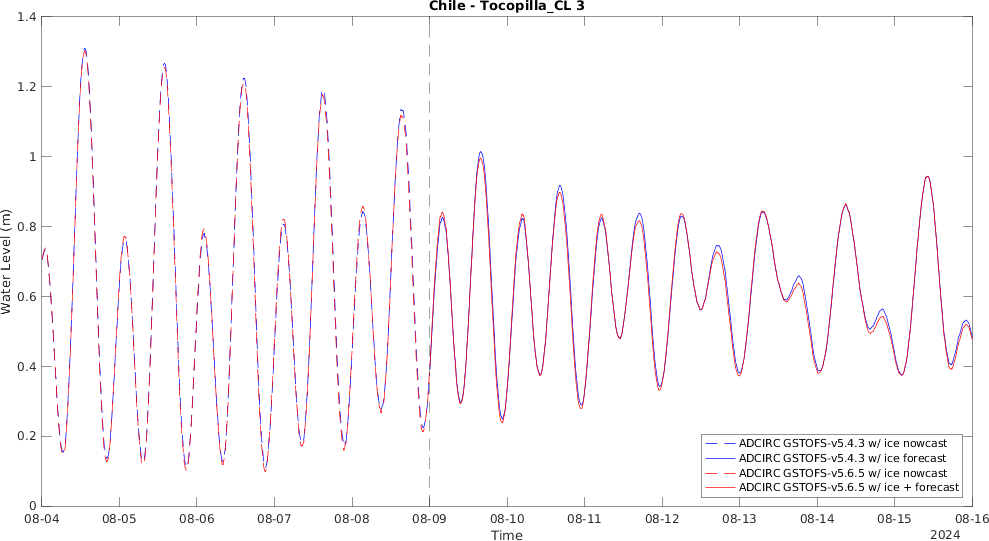 Chile - Tocopilla_CL 3
1.4
1.2
1
0.8
0.6
0.4
0.2
0
Water Level (m)
ADCIRC GSTOFS-v5.4.3 w/ ice nowcast
ADCIRC GSTOFS-v5.4.3 w/ ice forecast
ADCIRC GSTOFS-v5.6.5 w/ ice nowcast
ADCIRC GSTOFS-v5.6.5 w/ ice + forecast
08-04 08-05 08-06 08-07 08-08 08-09 08-10 08-11 08-12 08-13 08-14 08-15 08-16
Time
2024